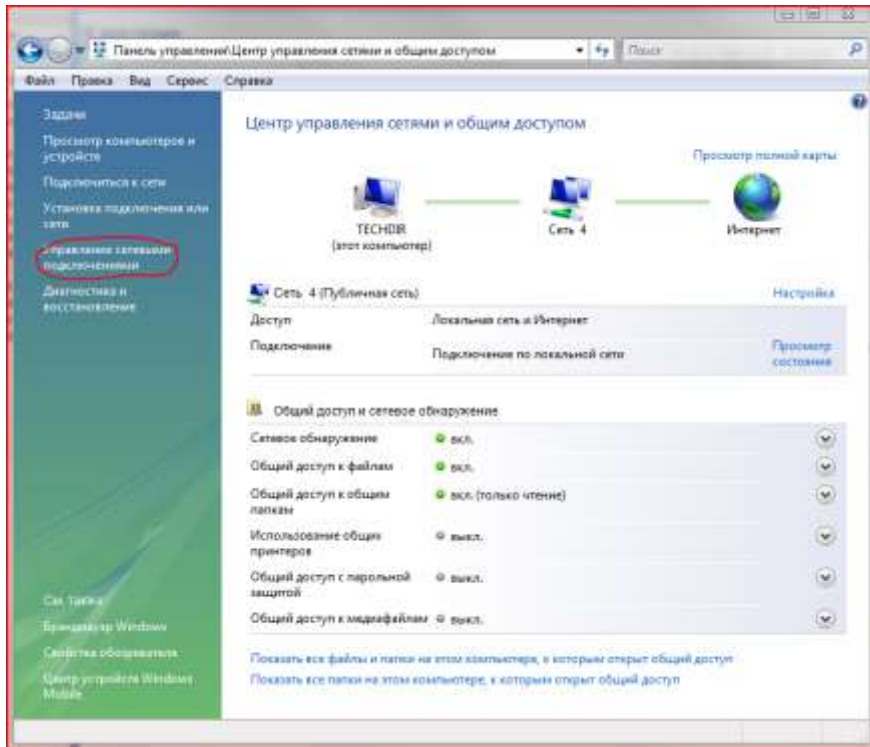 Панель управления\Центр управления сетями и общим доступом
Поиск
Файл Правка Вид Сервис Справка
Задачи
Просмотр компьютеров и
устройств
Подключиться к сети
Установка подключения или
сети
Управление сетевыми
подключениями
Диагностика и
восстановление
См. также
Брандмауэр Windows
Свойства обозревателя
Центр устройств Windows
Mobile
Центр управления сетями и общим доступом
Просмотр полной карты
TECHDIR
(этот компьютер)
Сеть 4
Интернет
Сеть 4 (Публичная сеть)
Настройка
Доступ
Локальная сеть и Интернет
Подключение
Подключение по локальной сети
Просмотр
состояния
Общий доступ и сетевое обнаружение
Сетевое обнаружение
вкл.
Общий доступ к файлам
вкл.
Общий доступ к общим
папкам
вкл. (только чтение)
Использование общих
принтеров
выкл.
Общий доступ с парольной
защитой
выкл.
Общий доступ к медиафайлам
выкл.
Показать все файлы и папки на этом компьютере, к которым открыт общий доступ
Показать все папки на этом компьютере, к которым открыт общий доступ